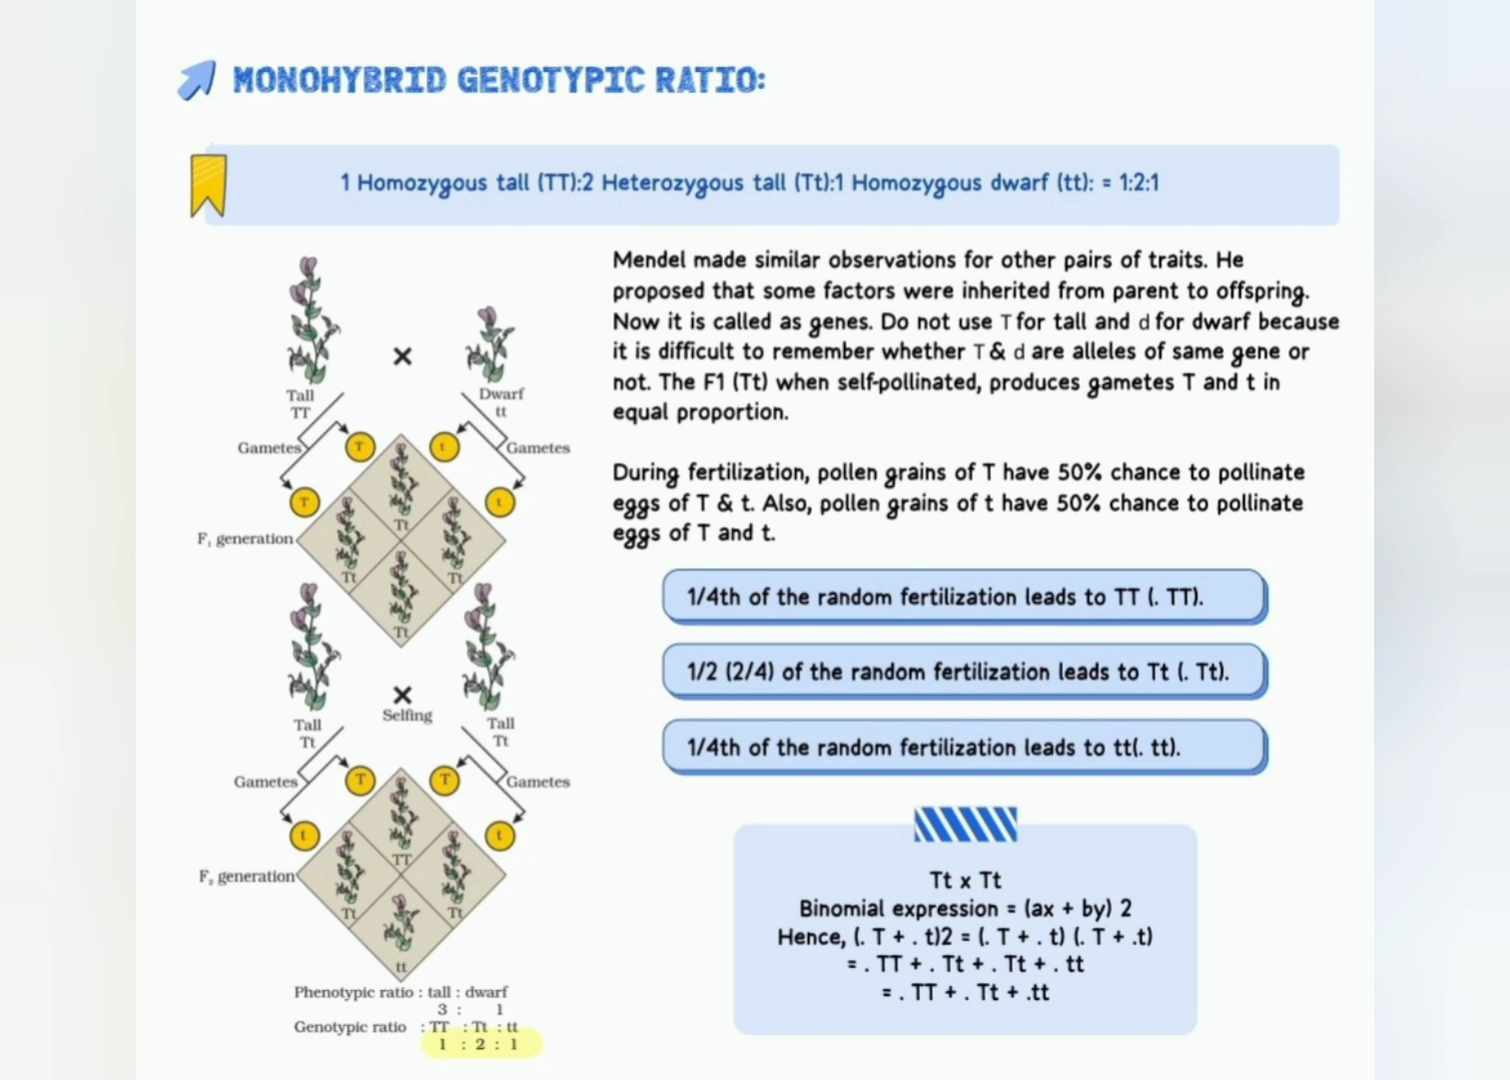 MONOHYBRID GENOTYPIC RATIO:
1 Homozygous tall (TT):2 Heterozygous tall (Tt):1 Homozygous dwarf (tt): = 1:2:1
Mendel made similar observations for other pairs of traits. He
proposed that some factors were inherited from parent to offspring.
Now it is called as genes. Do not use T for tall and d for dwarf because
it is difficult to remember whether T & d are alleles of same gene or
not. The F1 (Tt) when self-pollinated, produces gametes T and t in
equal proportion.
During fertilization, pollen grains of T have 50% chance to pollinate
eggs of T & t. Also, pollen grains of t have 50% chance to pollinate
eggs of T and t.
1/4th of the random fertilization leads to TT (. TT).
1/2 (2/4) of the random fertilization leads to Tt (. Tt).
1/4th of the random fertilization leads to tt(. tt).
Tt x Tt
Binomial expression = (ax + by) 2
Hence, (. T + . t)2 = (. T + . t) (. T + .t)
= . TT + . Tt + . Tt + . tt
= . TT + . Tt + .tt
Tall
TT
×
Dwarf
tt
Gametes
T
t
Gametes
T
t
Tt
F₁ generation
Tt
Tt
Tt
Tall
Tt
×
Selfing
Tall
Tt
Gametes
T
T
Gametes
t
t
TT
F₂ generation
Tt
Tt
tt
Phenotypic ratio : tall : dwarf
3 : 1
Genotypic ratio : TT : Tt : tt
1 : 2 : 1